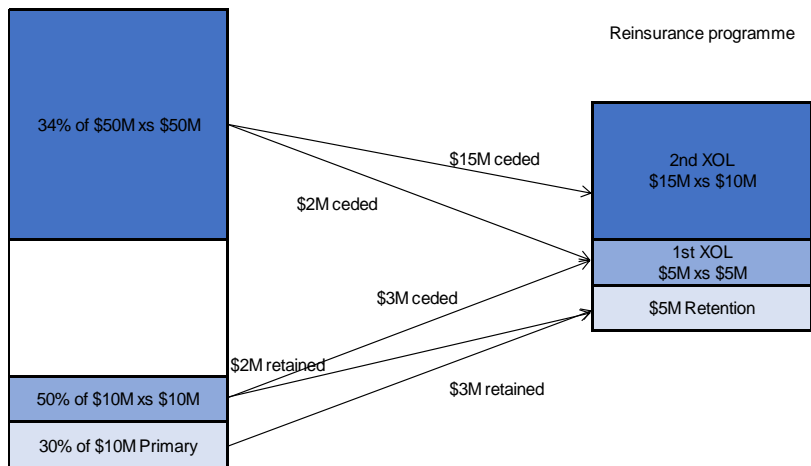 Reinsurance programme
34% of $50M xs $50M
$15M ceded
2nd XOL
$15M xs $10M
$2M ceded
1st XOL
$5M xs $5M
$3M ceded
$5M Retention
$2M retained
$3M retained
50% of $10M xs $10M
30% of $10M Primary